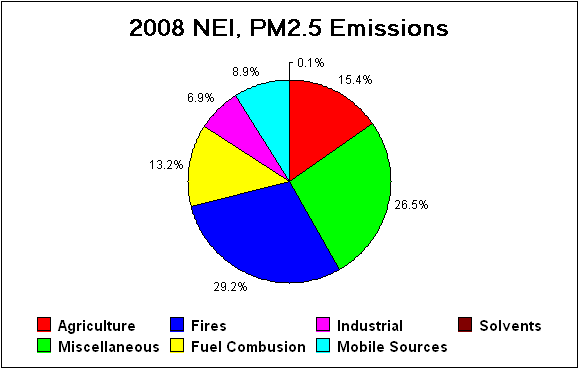 2008 NEI, PM2.5 Emissions
0.1%
8.9%
15.4%
6.9%
13.2%
26.5%
29.2%
Agriculture Fires Industrial Solvents
Miscellaneous Fuel Combusion Mobile Sources